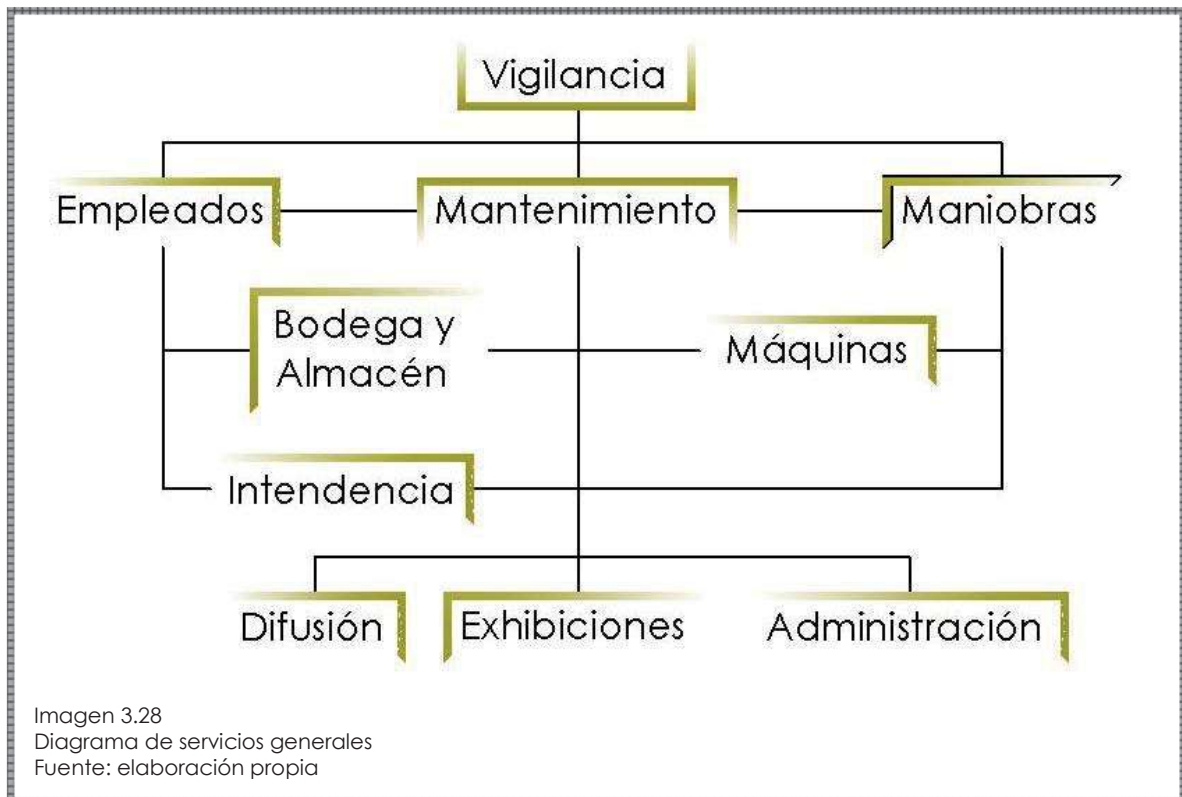 Vigilancia
Empleados
Mantenimiento
Maniobras
Bodega y
Almacén
Máquinas
Intendencia
Difusión
Exhibiciones
Administración
Imagen 3.28
Diagrama de servicios generales
Fuente: elaboración propia